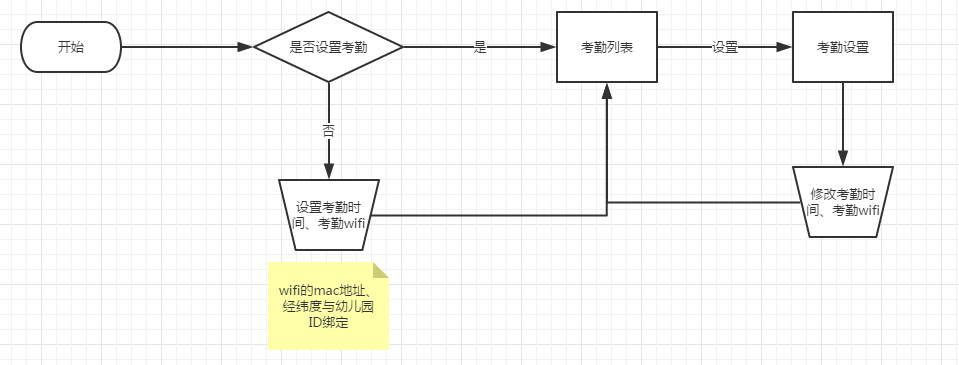 开始
是否设置考勤
是
考勤列表
设置
考勤设置
否
设置考勤时
间、考勤wifi
修改考勤时
间、考勤wifi
wifi的mac地址、
经纬度与幼儿园
ID绑定